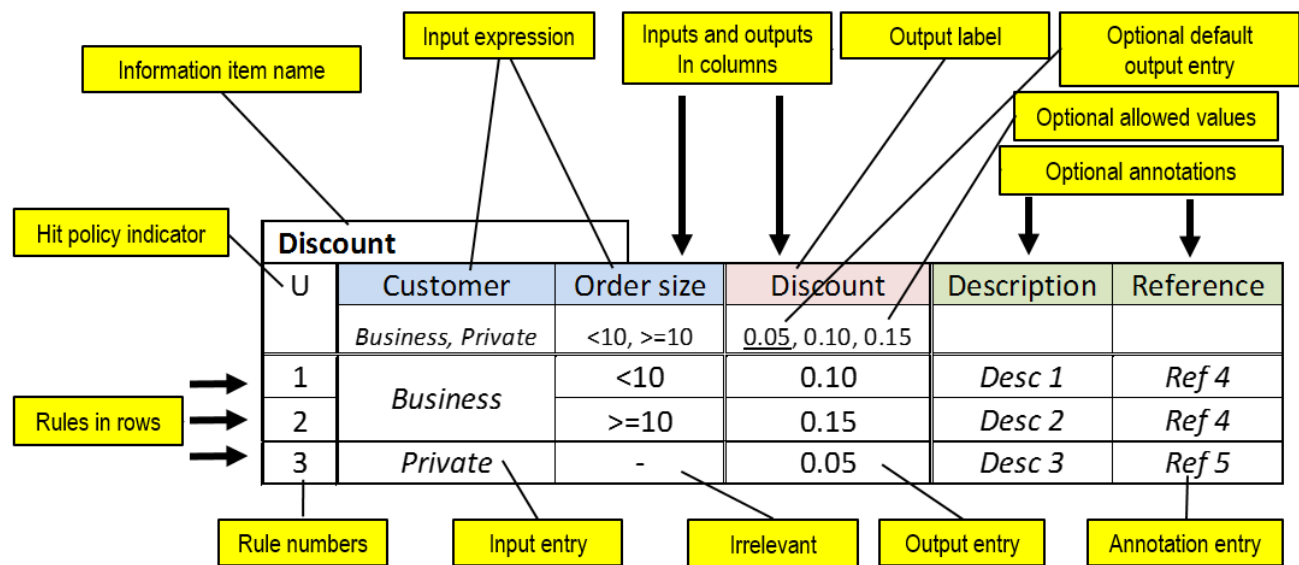 Input expression
Inputs and outputs
In columns
Output label
Optional default
output entry
Information item name
Optional allowed values
Optional annotations
Hit policy indicator
Discount
U Customer Order size Discount Description Reference
Business, Private <10, >=10 0.05, 0.10, 0.15
1 Business <10 0.10 Desc 1 Ref 4
Rules in rows
2 >=10 0.15 Desc 2 Ref 4
3 Private - 0.05 Desc 3 Ref 5
Rule numbers
Input entry
Irrelevant
Output entry
Annotation entry